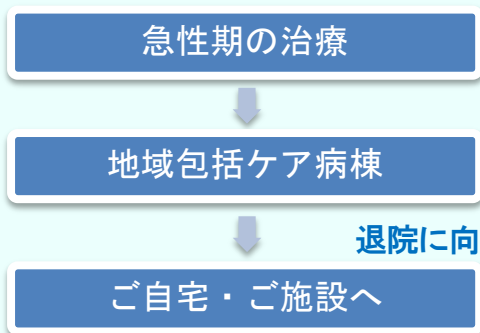 急性期の治療
地域包括ケア病棟
退院に向
ご自宅・ご施設へ